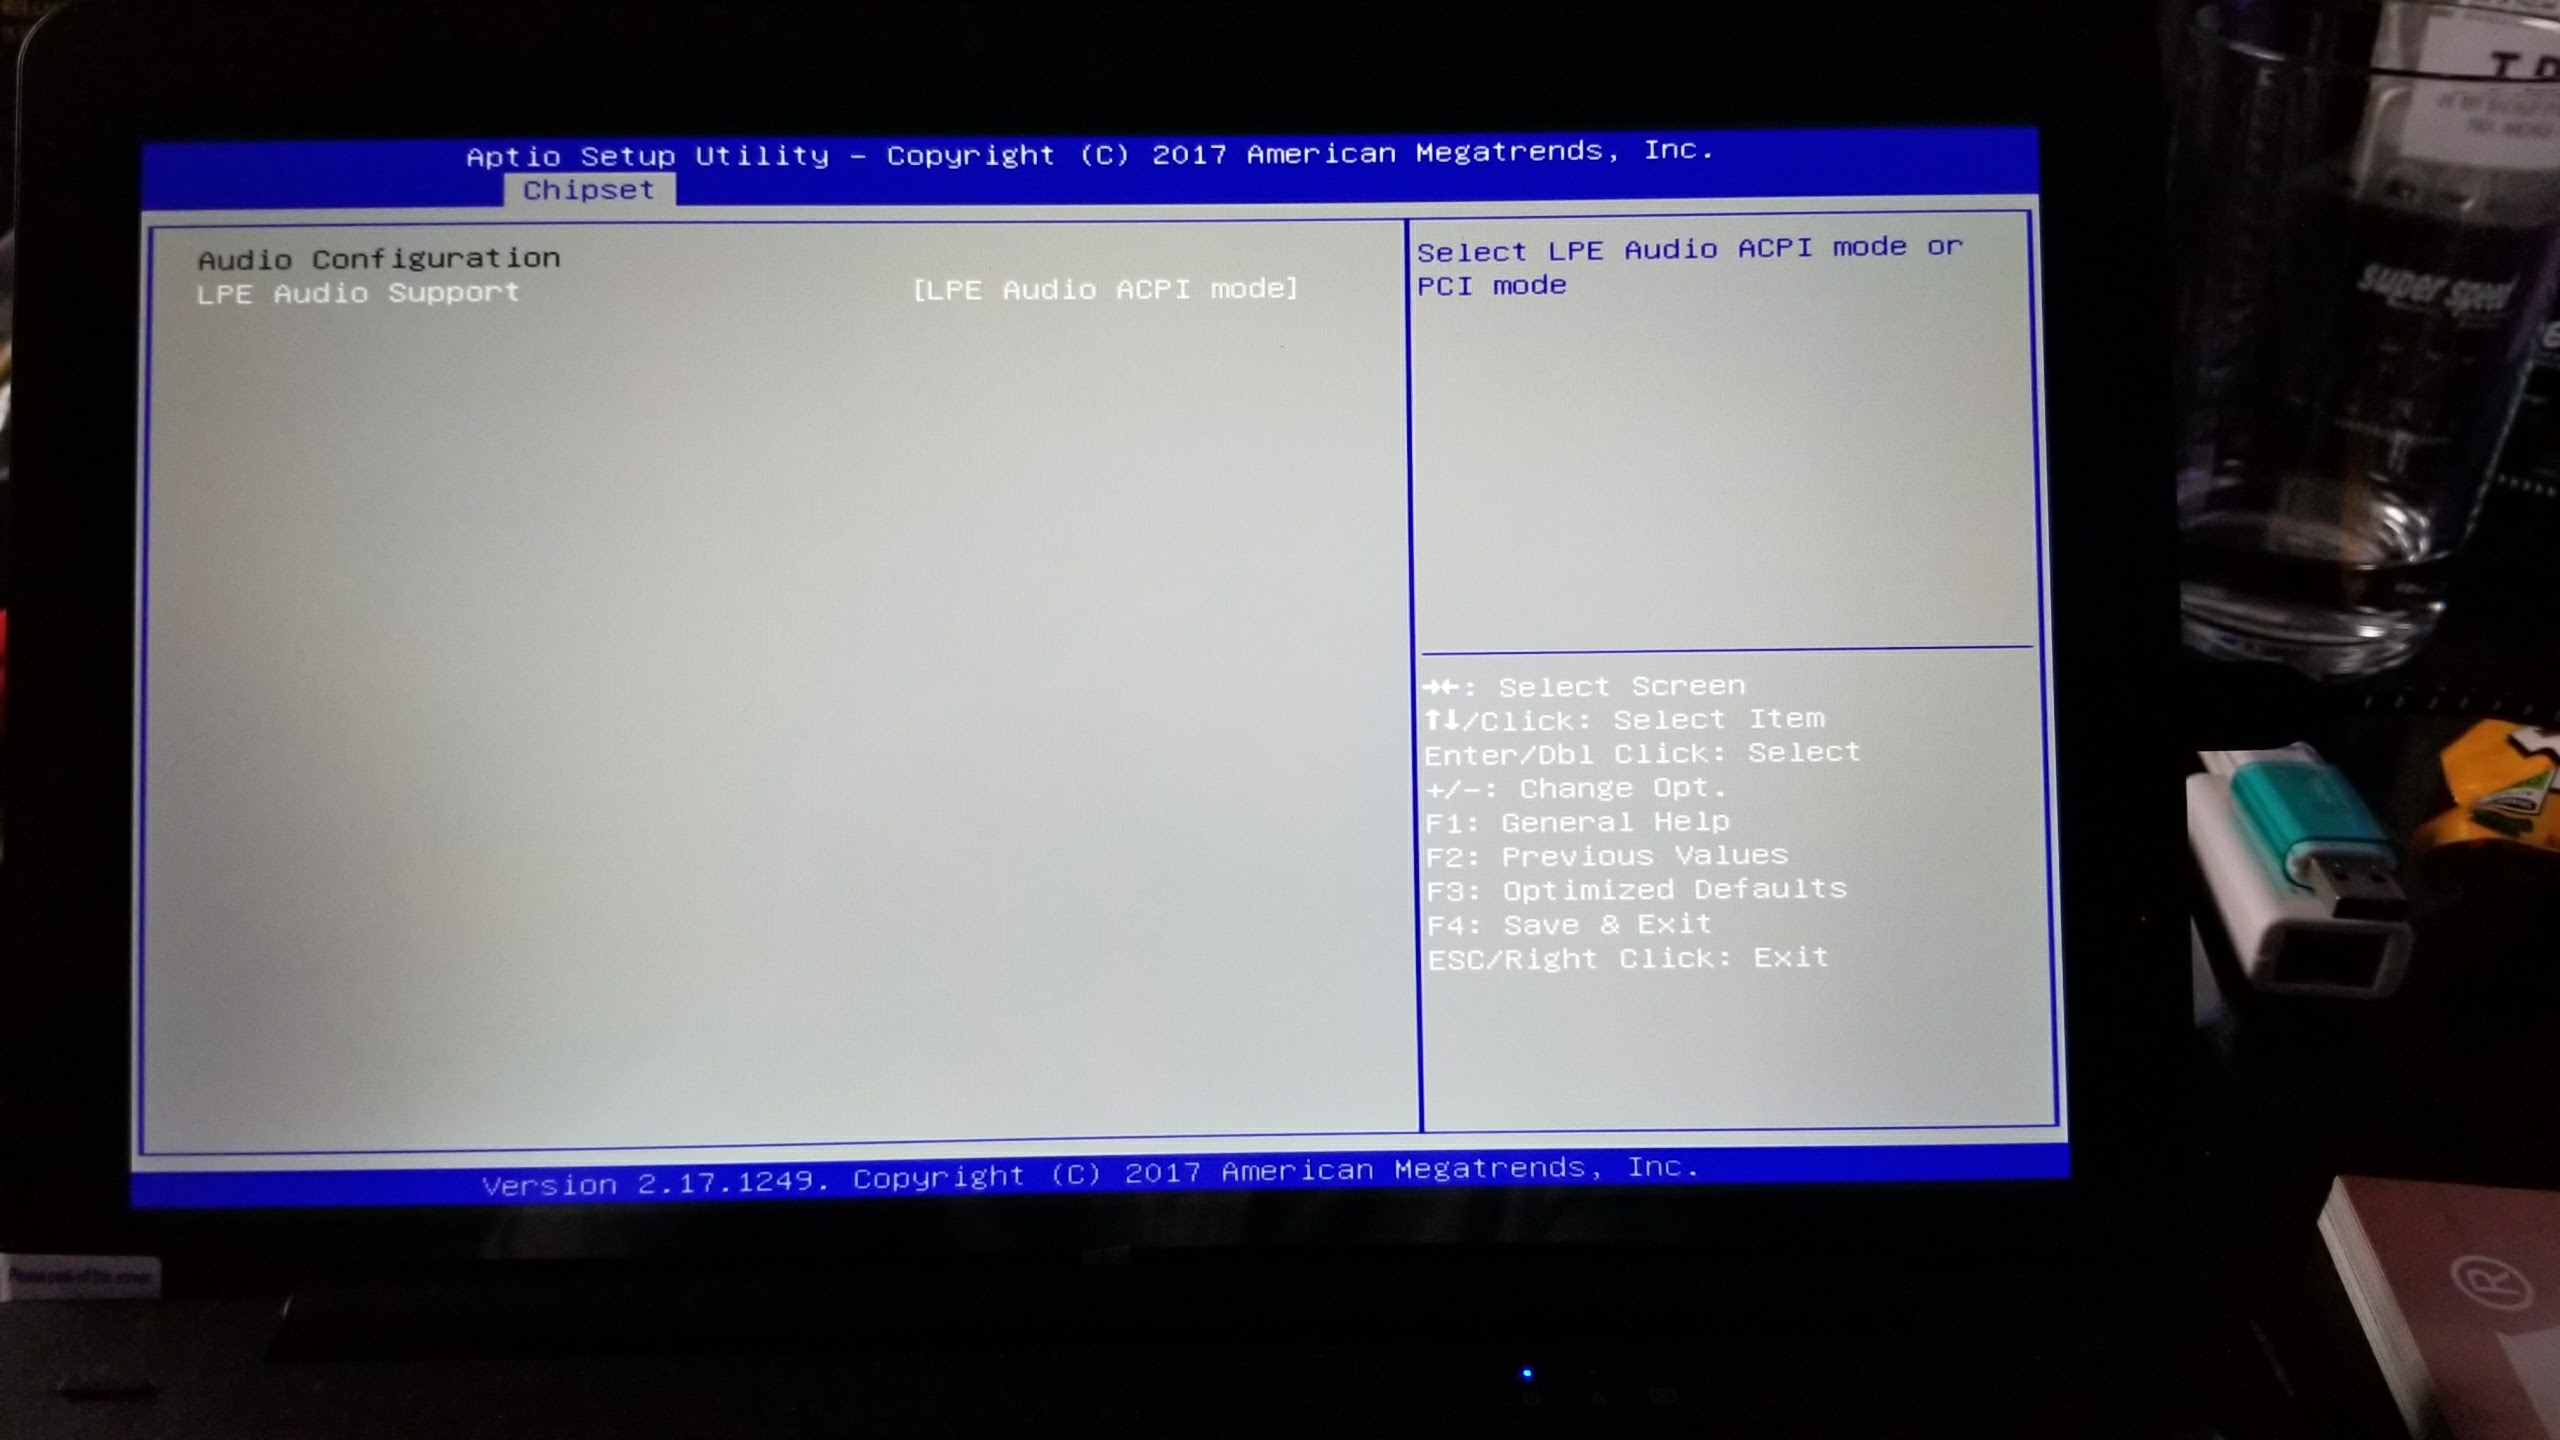 Aptio Setup Utility - Copyright (C) 2017 American Megatrends, Inc.
Chipset
Audio Configuration
LPE Audio Support [LPE Audio ACPI mode]
Select LPE Audio ACPI mode or
PCI mode
→←: Select Screen
↑↓/Click: Select Item
Enter/Dbl Click: Select
+/-: Change Opt.
F1: General Help
F2: Previous Values
F3: Optimized Defaults
F4: Save & Exit
ESC/Right Click: Exit
Version 2.17.1249. Copyright (C) 2017 American Megatrends, Inc.
super speed
®